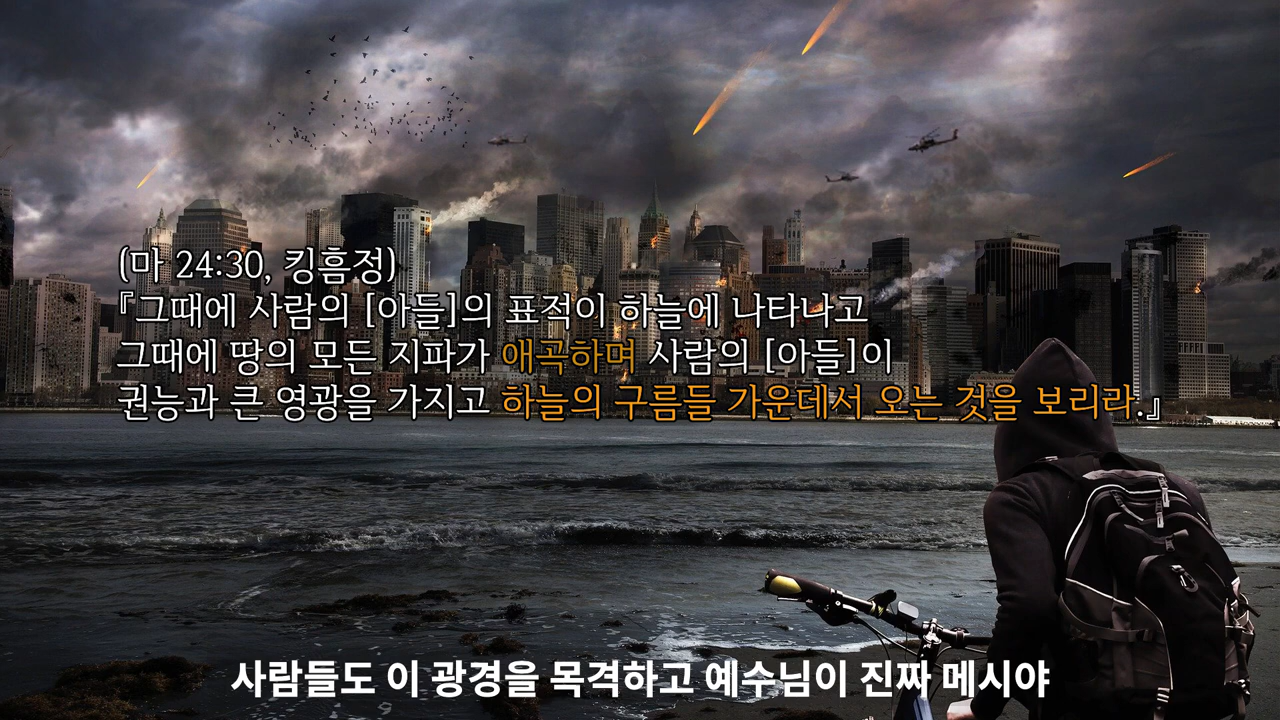 (마 24:30, 킹흠정)
『그때에 사람의 [아들]의 표적이 하늘에 나타나고
그때에 땅의 모든 지파가 애곡하며 사람의 [아들]이
권능과 큰 영광을 가지고 하늘의 구름들 가운데서 오는 것을 보리라.』
사람들도 이 광경을 목격하고 예수님이 진짜 메시야